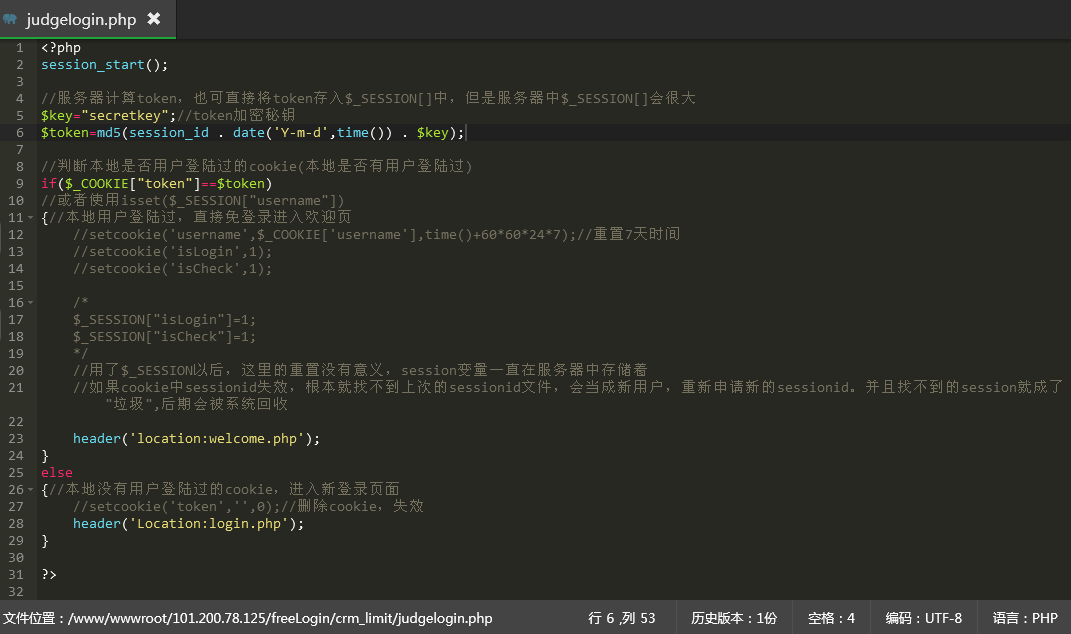 judgelogin.php ✖
1 <?php
2 session_start();
3
4 //服务器计算token，也可直接将token存入$_SESSION[]中，但是服务器中$_SESSION[]会很大
5 $key="secretkey";//token加密秘钥
6 $token=md5(session_id . date('Y-m-d',time()) . $key);
7
8 //判断本地是否用户登陆过的cookie(本地是否有用户登陆过)
9 if($_COOKIE["token"]==$token)
10 //或者使用isset($_SESSION["username"])
11 {//本地用户登陆过，直接免登录进入欢迎页
12     //setcookie('username',$_COOKIE['username'],time()+60*60*24*7);//重置7天时间
13     //setcookie('isLogin',1);
14     //setcookie('isCheck',1);
15
16     /*
17     $_SESSION["isLogin"]=1;
18     $_SESSION["isCheck"]=1;
19     */
20     //用了$_SESSION以后，这里的重置没有意义，session变量一直在服务器中存储着
21     //如果cookie中sessionid失效，根本就找不到上次的sessionid文件，会当成新用户，重新申请新的sessionid。并且找不到的session就成了
"垃圾",后期会被系统回收
22
23     header('location:welcome.php');
24 }
25 else
26 {//本地没有用户登陆过的cookie，进入新登录页面
27     //setcookie('token','',0);//删除cookie，失效
28     header('Location:login.php');
29 }
30
31 ?>
32
文件位置：/www/wwwroot/101.200.78.125/freeLogin/crm_limit/judgelogin.php 行 6 ,列 53 历史版本：1份 空格：4 编码：UTF-8 语言：PHP